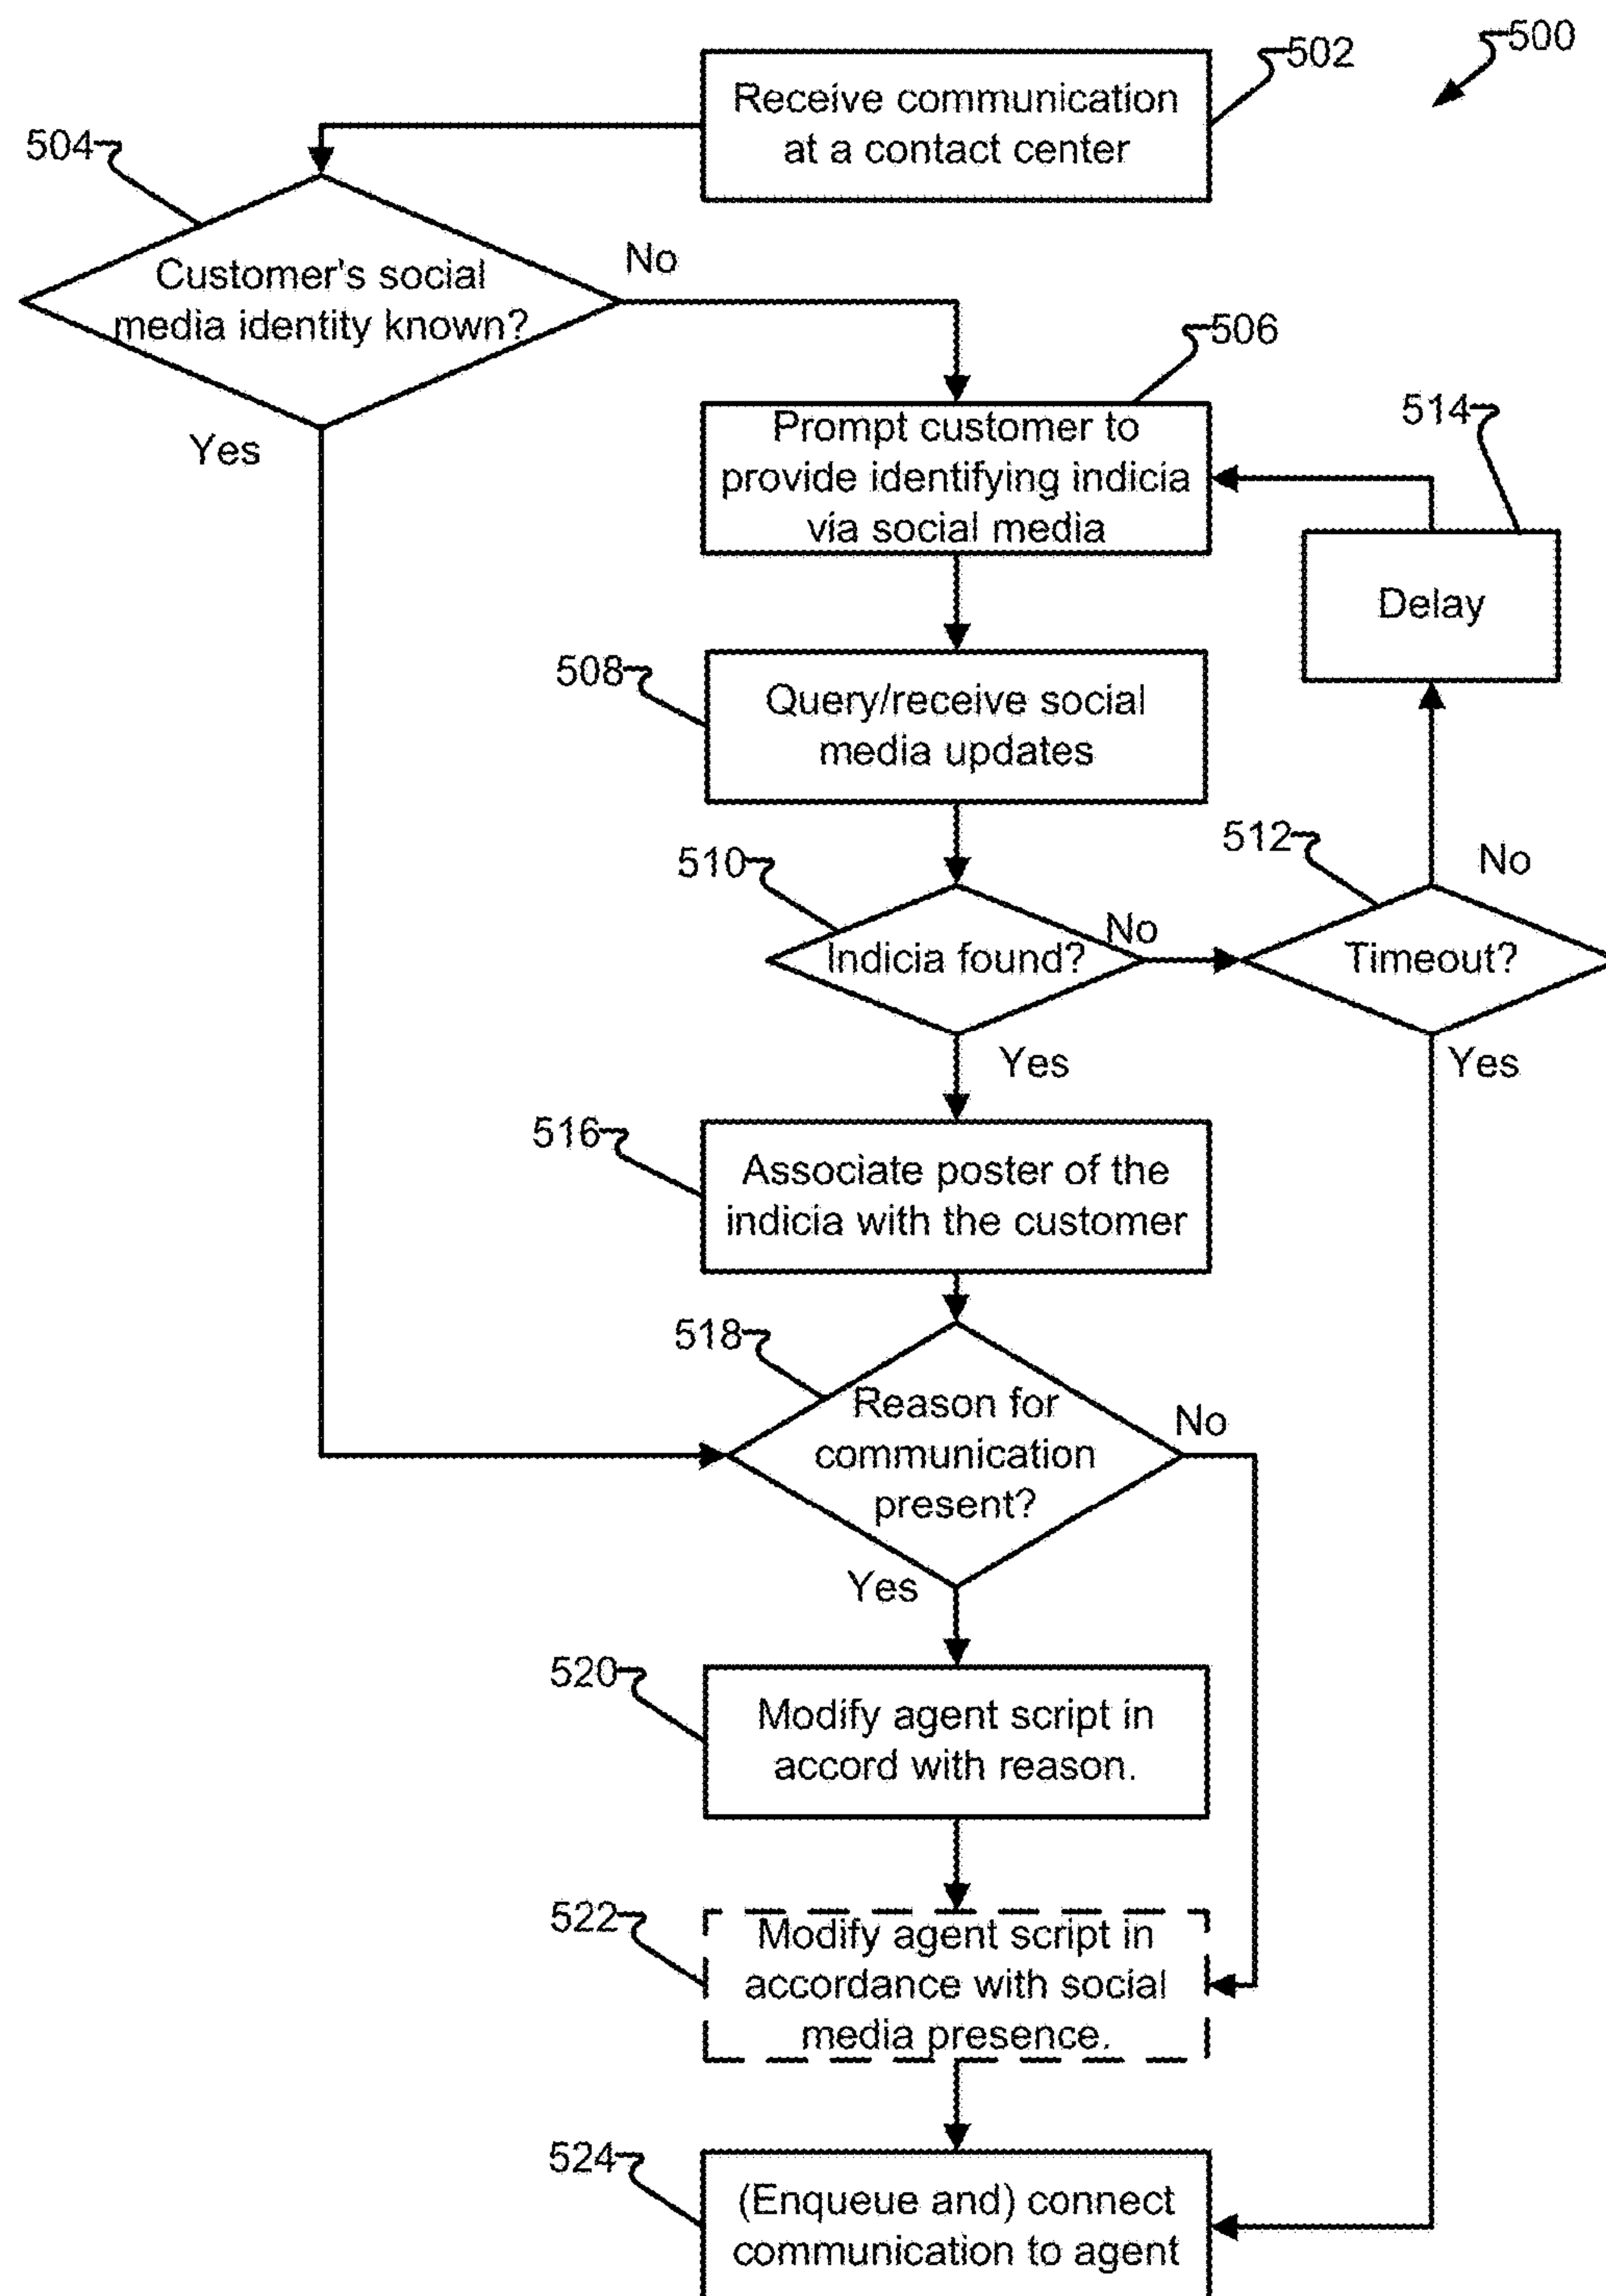 500
502
Receive communication
at a contact center
504
Customer's social
media identity known?
No
Yes
506
Prompt customer to
provide identifying indicia
via social media
514
Delay
508
Query/receive social
media updates
510
Indicia found?
No
512
Timeout?
No
Yes
Yes
516
Associate poster of the
indicia with the customer
518
Reason for
communication
present?
No
Yes
520
Modify agent script in
accord with reason.
522
Modify agent script in
accordance with social
media presence.
524
(Enqueue and) connect
communication to agent